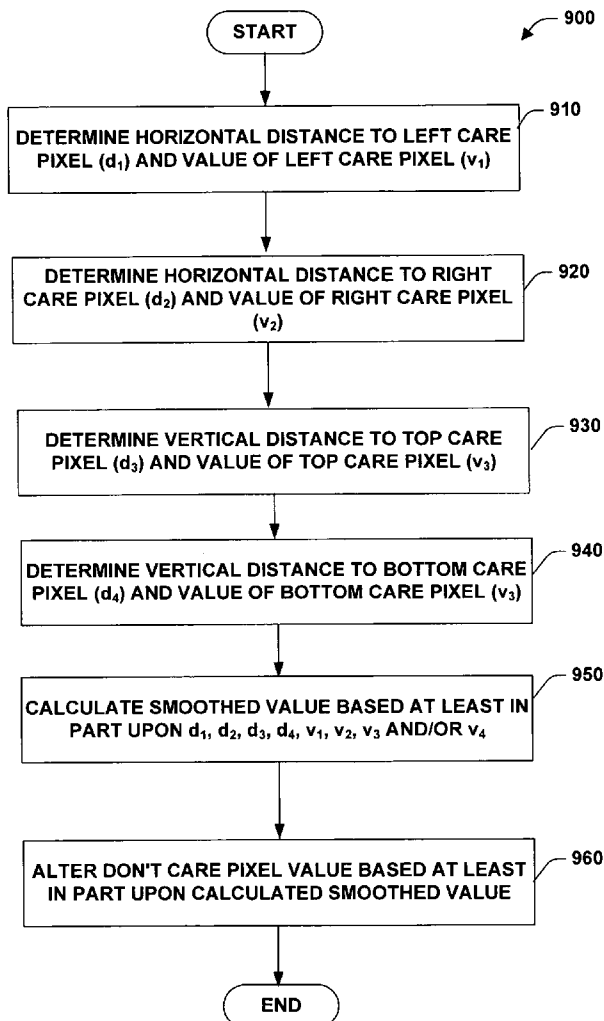 START
900
910
DETERMINE HORIZONTAL DISTANCE TO LEFT CARE
PIXEL (d₁) AND VALUE OF LEFT CARE PIXEL (v₁)
920
DETERMINE HORIZONTAL DISTANCE TO RIGHT
CARE PIXEL (d₂) AND VALUE OF RIGHT CARE PIXEL
(v₂)
930
DETERMINE VERTICAL DISTANCE TO TOP CARE
PIXEL (d₃) AND VALUE OF TOP CARE PIXEL (v₃)
940
DETERMINE VERTICAL DISTANCE TO BOTTOM CARE
PIXEL (d₄) AND VALUE OF BOTTOM CARE PIXEL (v₃)
950
CALCULATE SMOOTHED VALUE BASED AT LEAST IN
PART UPON d₁, d₂, d₃, d₄, v₁, v₂, v₃ AND/OR v₄
960
ALTER DON'T CARE PIXEL VALUE BASED AT LEAST
IN PART UPON CALCULATED SMOOTHED VALUE
END